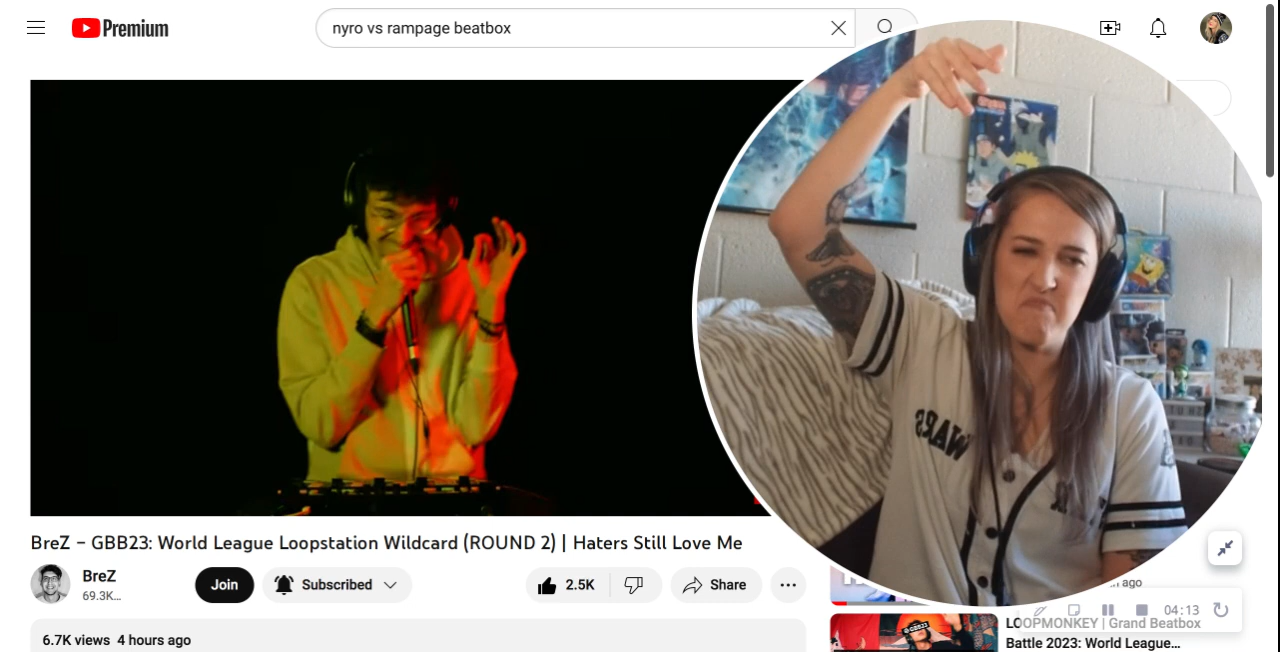 Premium
nyro vs rampage beatbox
WARS
BreZ – GBB23: World League Loopstation Wildcard (ROUND 2) | Haters Still Love Me
BreZ
69.3K...
Join
Subscribed
2.5K
Share
6.7K views 4 hours ago
ago
04:13
GBB23
LOOPMONKEY | Grand Beatbox
Battle 2023: World League...